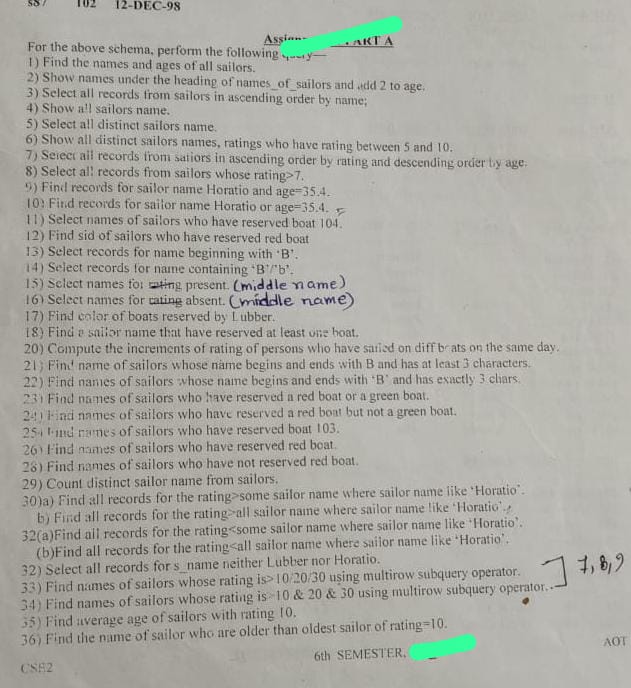 58/ 102 12-DEC-98
PART A
For the above schema, perform the following query
1) Find the names and ages of all sailors.
2) Show names under the heading of names_of_sailors and add 2 to age.
3) Select all records from sailors in ascending order by name;
4) Show all sailors name.
5) Select all distinct sailors name.
6) Show all distinct sailors names, ratings who have rating between 5 and 10.
7) Select all records from sailors in ascending order by rating and descending order by age.
8) Select all records from sailors whose rating>7.
9) Find records for sailor name Horatio and age=35.4.
10) Find records for sailor name Horatio or age=35.4.
11) Select names of sailors who have reserved boat 104.
12) Find sid of sailors who have reserved red boat
13) Select records for name beginning with 'B'.
14) Select records for name containing 'B'/'b'.
15) Select names for rating present. (middle name)
16) Select names for rating absent. (middle name)
17) Find color of boats reserved by Lubber.
18) Find a sailor name that have reserved at least one boat.
20) Compute the increments of rating of persons who have sailed on diff boats on the same day.
21) Find name of sailors whose name begins and ends with B and has at least 3 characters.
22) Find names of sailors whose name begins and ends with 'B' and has exactly 3 chars.
23) Find names of sailors who have reserved a red boat or a green boat.
24) Find names of sailors who have reserved a red boat but not a green boat.
25) Find names of sailors who have reserved boat 103.
26) Find names of sailors who have reserved red boat.
28) Find names of sailors who have not reserved red boat.
29) Count distinct sailor name from sailors.
30)a) Find all records for the rating>some sailor name where sailor name like 'Horatio'.
b) Find all records for the rating>all sailor name where sailor name like 'Horatio'.
32(a)Find all records for the rating<some sailor name where sailor name like 'Horatio'.
(b)Find all records for the rating<all sailor name where sailor name like 'Horatio'.
32) Select all records for s_name neither Lubber nor Horatio.
33) Find names of sailors whose rating is>10/20/30 using multirow subquery operator.
34) Find names of sailors whose rating is>10 & 20 & 30 using multirow subquery operator.
7,8,9
35) Find average age of sailors with rating 10.
36) Find the name of sailor who are older than oldest sailor of rating=10.
6th SEMESTER,
AOT
CSE2